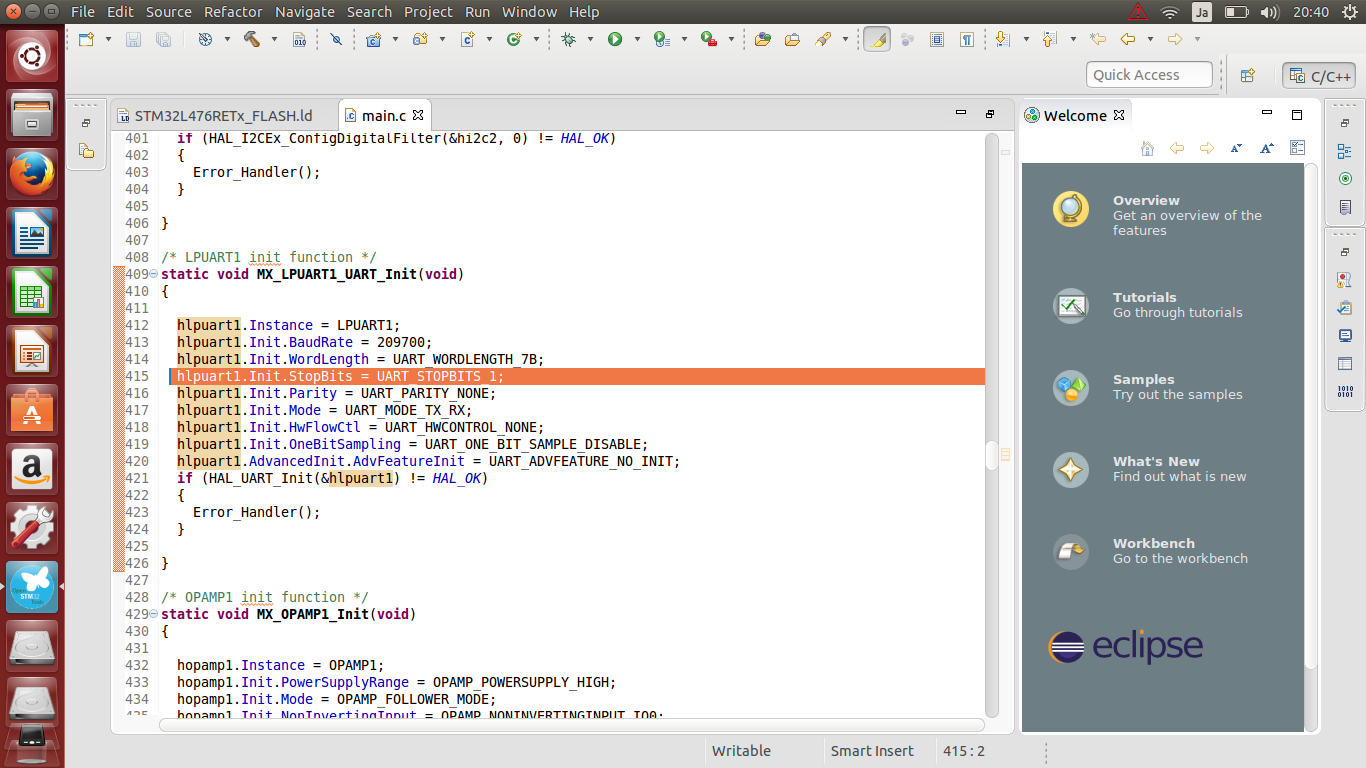 File Edit Source Refactor Navigate Search Project Run Window Help
Ja
20:40
010
Quick Access
C/C++
STM32L476RETx_FLASH.ld
main.c
Welcome
401 if (HAL_I2CEx_ConfigDigitalFilter(&hi2c2, 0) != HAL_OK)
402 {
403 Error_Handler();
404 }
405
406 }
407
408 /* LPUART1 init function */
409 static void MX_LPUART1_UART_Init(void)
410 {
411
412 hlpuart1.Instance = LPUART1;
413 hlpuart1.Init.BaudRate = 209700;
414 hlpuart1.Init.WordLength = UART_WORDLENGTH_7B;
415 hlpuart1.Init.StopBits = UART_STOPBITS_1;
416 hlpuart1.Init.Parity = UART_PARITY_NONE;
417 hlpuart1.Init.Mode = UART_MODE_TX_RX;
418 hlpuart1.Init.HwFlowCtl = UART_HWCONTROL_NONE;
419 hlpuart1.Init.OneBitSampling = UART_ONE_BIT_SAMPLE_DISABLE;
420 hlpuart1.AdvancedInit.AdvFeatureInit = UART_ADVFEATURE_NO_INIT;
421 if (HAL_UART_Init(&hlpuart1) != HAL_OK)
422 {
423 Error_Handler();
424 }
425
426 }
427
428 /* OPAMP1 init function */
429 static void MX_OPAMP1_Init(void)
430 {
431
432 hopamp1.Instance = OPAMP1;
433 hopamp1.Init.PowerSupplyRange = OPAMP_POWERSUPPLY_HIGH;
434 hopamp1.Init.Mode = OPAMP_FOLLOWER_MODE;
435 hopamp1.Init.NonInvertingInput = OPAMP_NONINVERTINGINPUT_IO0;
Overview
Get an overview of the
features
Tutorials
Go through tutorials
Samples
Try out the samples
What's New
Find out what is new
Workbench
Go to the workbench
eclipse
Writable
Smart Insert
415 : 2